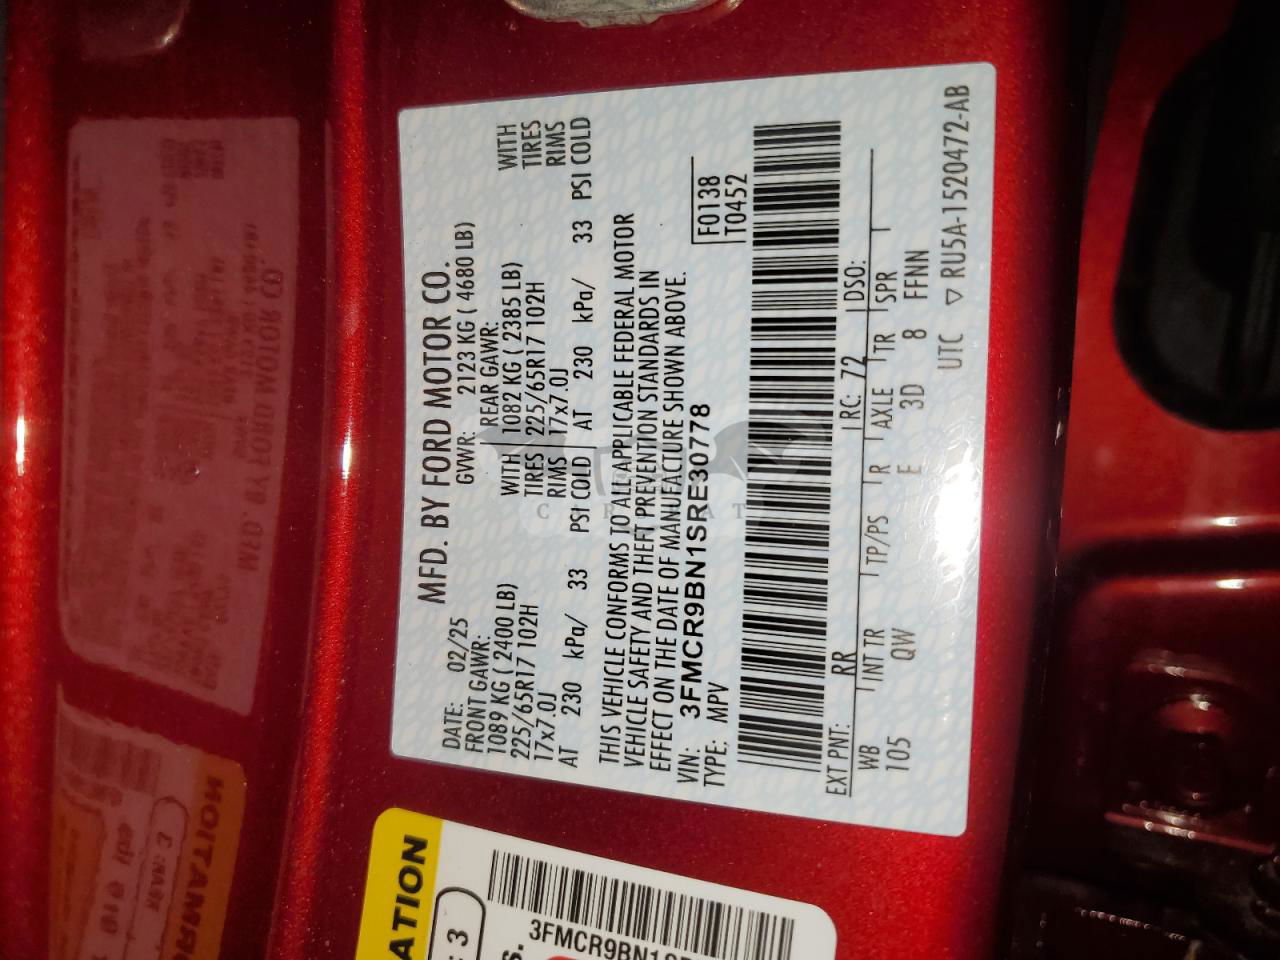 MFD. BY FORD MOTOR CO.
DATE: 02/25 GVWR: 2123 KG ( 4680 LB)
FRONT GAWR: REAR GAWR:
1089 KG ( 2400 LB) WITH 1082 KG ( 2385 LB) WITH
225/65R17 102H TIRES 225/65R17 102H TIRES
17x7.0J RIMS 17x7.0J RIMS
AT 230 kPa/ 33 PSI COLD AT 230 kPa/ 33 PSI COLD
THIS VEHICLE CONFORMS TO ALL APPLICABLE FEDERAL MOTOR
VEHICLE SAFETY AND THEFT PREVENTION STANDARDS IN
EFFECT ON THE DATE OF MANUFACTURE SHOWN ABOVE.
VIN: 3FMCR9BN1SRE30778 F0138
TYPE: MPV T0452
EXT PNT: RR RC: 72 DSO:
WB INT TR TP/PS R AXLE TR SPR
105 QW E 3D 8 FFNN
UTC ▽ RU5A-1520472-AB
ATION
: 3
S.
3FMCR9BN1S